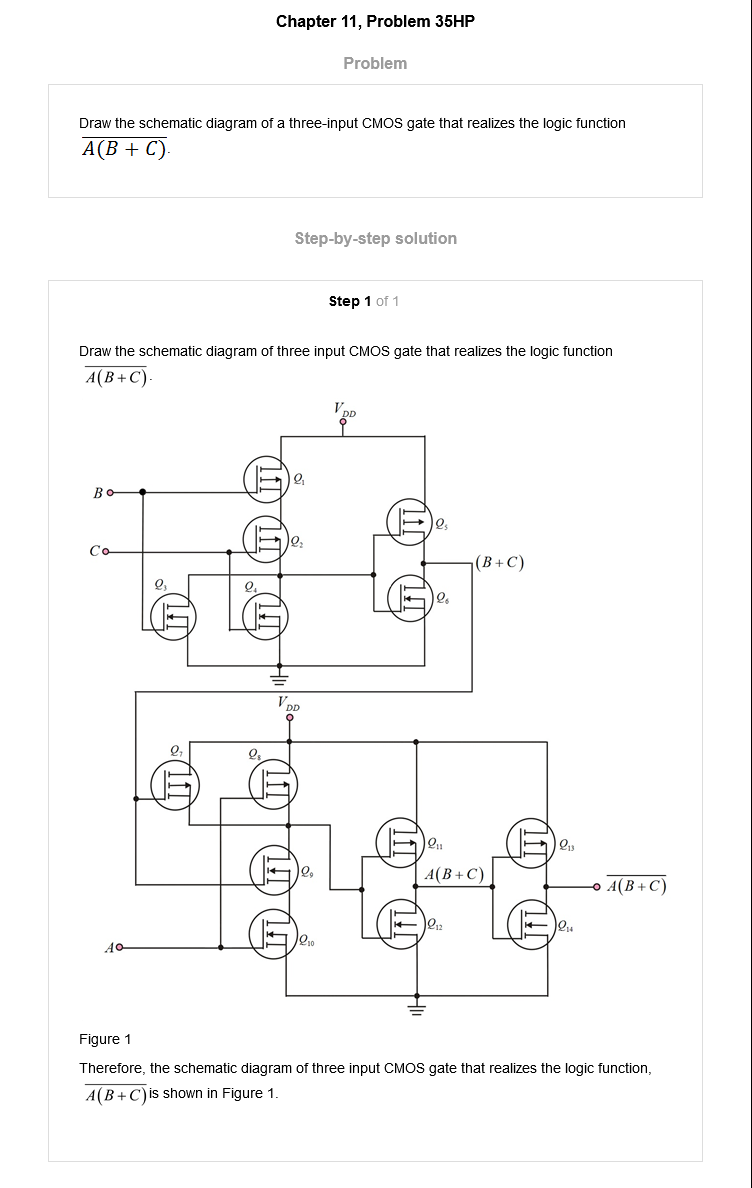 Chapter 11, Problem 35HP
Problem
Draw the schematic diagram of a three-input CMOS gate that realizes the logic function
\overline{A(B + C)}.
Step-by-step solution
Step 1 of 1
Draw the schematic diagram of three input CMOS gate that realizes the logic function
\overline{A(B+C)}.
V_{DD}
Q_1
B
Q_5
Q_2
C
(B+C)
Q_3
Q_4
Q_6
V_{DD}
Q_7
Q_8
Q_{11}
Q_{13}
Q_9
A(B+C)
\overline{A(B+C)}
Q_{12}
Q_{14}
Q_{10}
A
Figure 1
Therefore, the schematic diagram of three input CMOS gate that realizes the logic function,
\overline{A(B+C)} is shown in Figure 1.